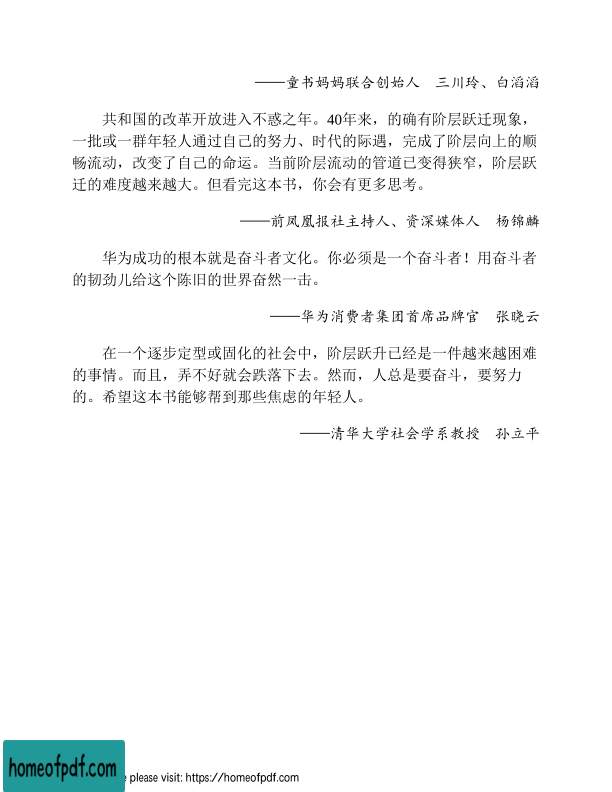 ——童书妈妈联合创始人　三川玲、白滔滔
共和国的改革开放进入不惑之年。40年来，的确有阶层跃迁现象，
一批或一群年轻人通过自己的努力、时代的际遇，完成了阶层向上的顺
畅流动，改变了自己的命运。当前阶层流动的管道已变得狭窄，阶层跃
迁的难度越来越大。但看完这本书，你会有更多思考。
——前凤凰报社主持人、资深媒体人　杨锦麟
华为成功的根本就是奋斗者文化。你必须是一个奋斗者！用奋斗者
的韧劲儿给这个陈旧的世界奋然一击。
——华为消费者集团首席品牌官　张晓云
在一个逐步定型或固化的社会中，阶层跃升已经是一件越来越困难
的事情。而且，弄不好就会跌落下去。然而，人总是要奋斗，要努力
的。希望这本书能够帮到那些焦虑的年轻人。
——清华大学社会学系教授　孙立平
homeofpdf.com
e please visit: https://homeofpdf.com